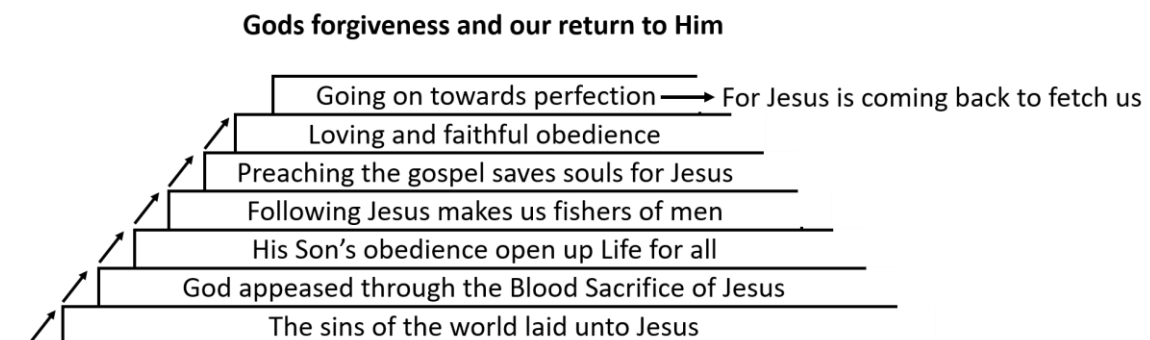 Gods forgiveness and our return to Him
Going on towards perfection For Jesus is coming back to fetch us
Loving and faithful obedience
Preaching the gospel saves souls for Jesus
Following Jesus makes us fishers of men
His Son’s obedience open up Life for all
God appeased through the Blood Sacrifice of Jesus
The sins of the world laid unto Jesus